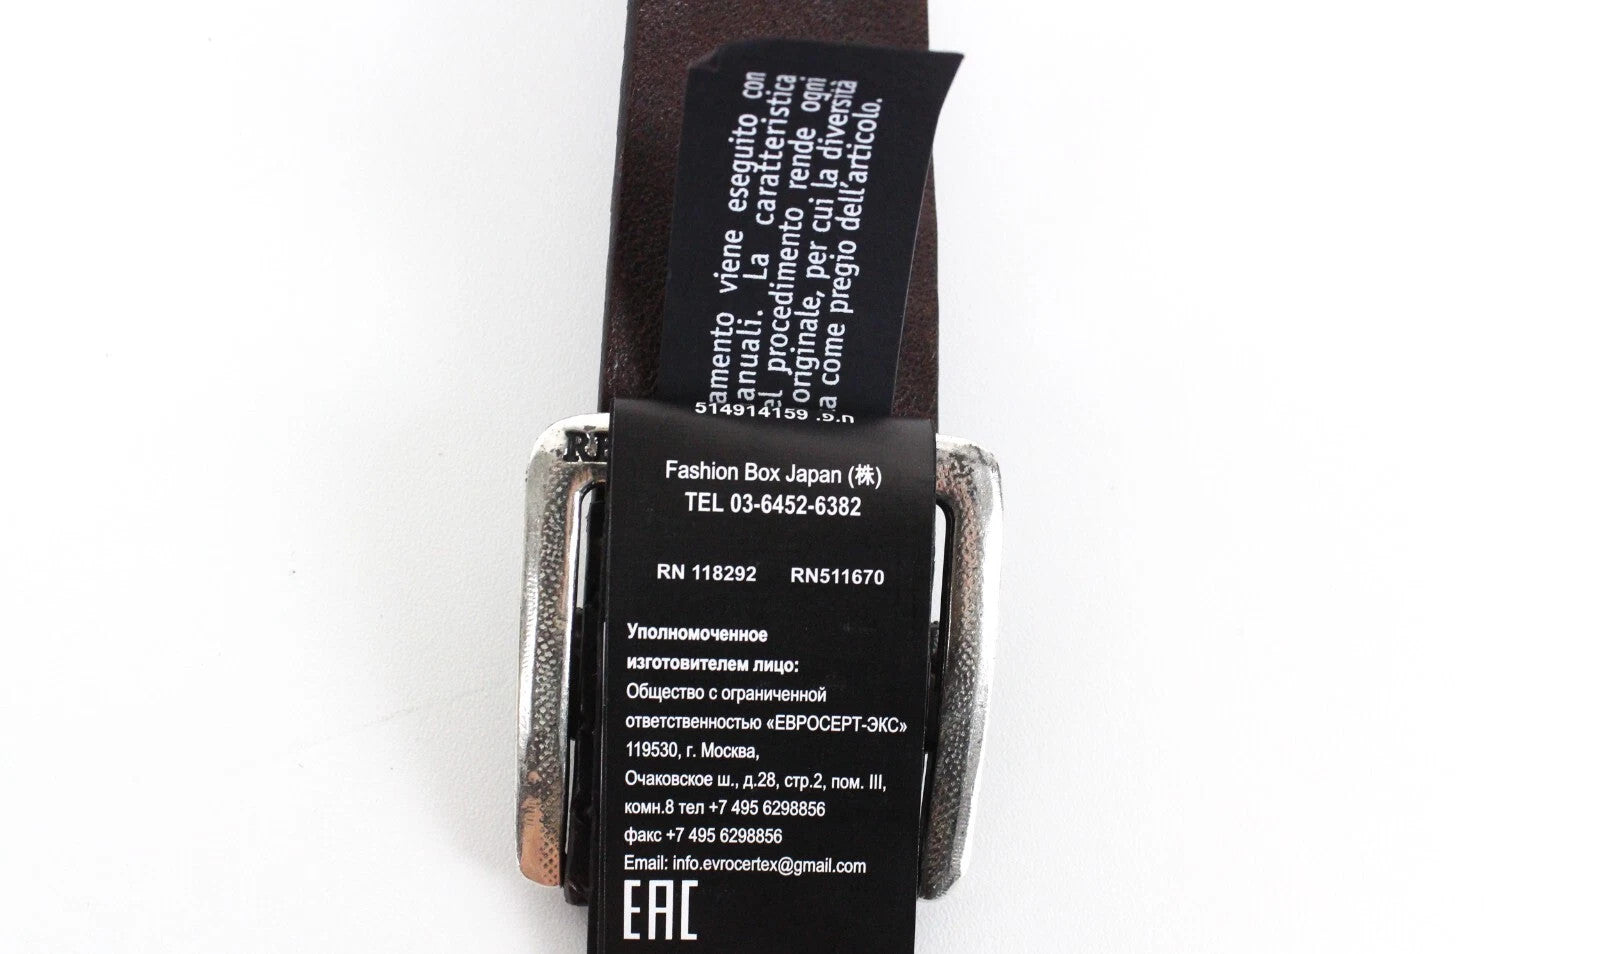 eseguito con
viene
anuali. La caratteristica
procedimento rende ogni
originale, per cui la diversità
come pregio dell'articolo.
514914159 .ח.פ
Fashion Box Japan (株)
TEL 03-6452-6382
RN 118292 RN511670
Уполномоченное
изготовителем лицо:
Общество с ограниченной
ответственностью «ЕВРОСЕРТ-ЭКС»
119530, г. Москва,
Очаковское ш., д.28, стр.2, пом. III,
комн.8 тел +7 495 6298856
факс +7 495 6298856
Email: info.evrocertex@gmail.com
EAC